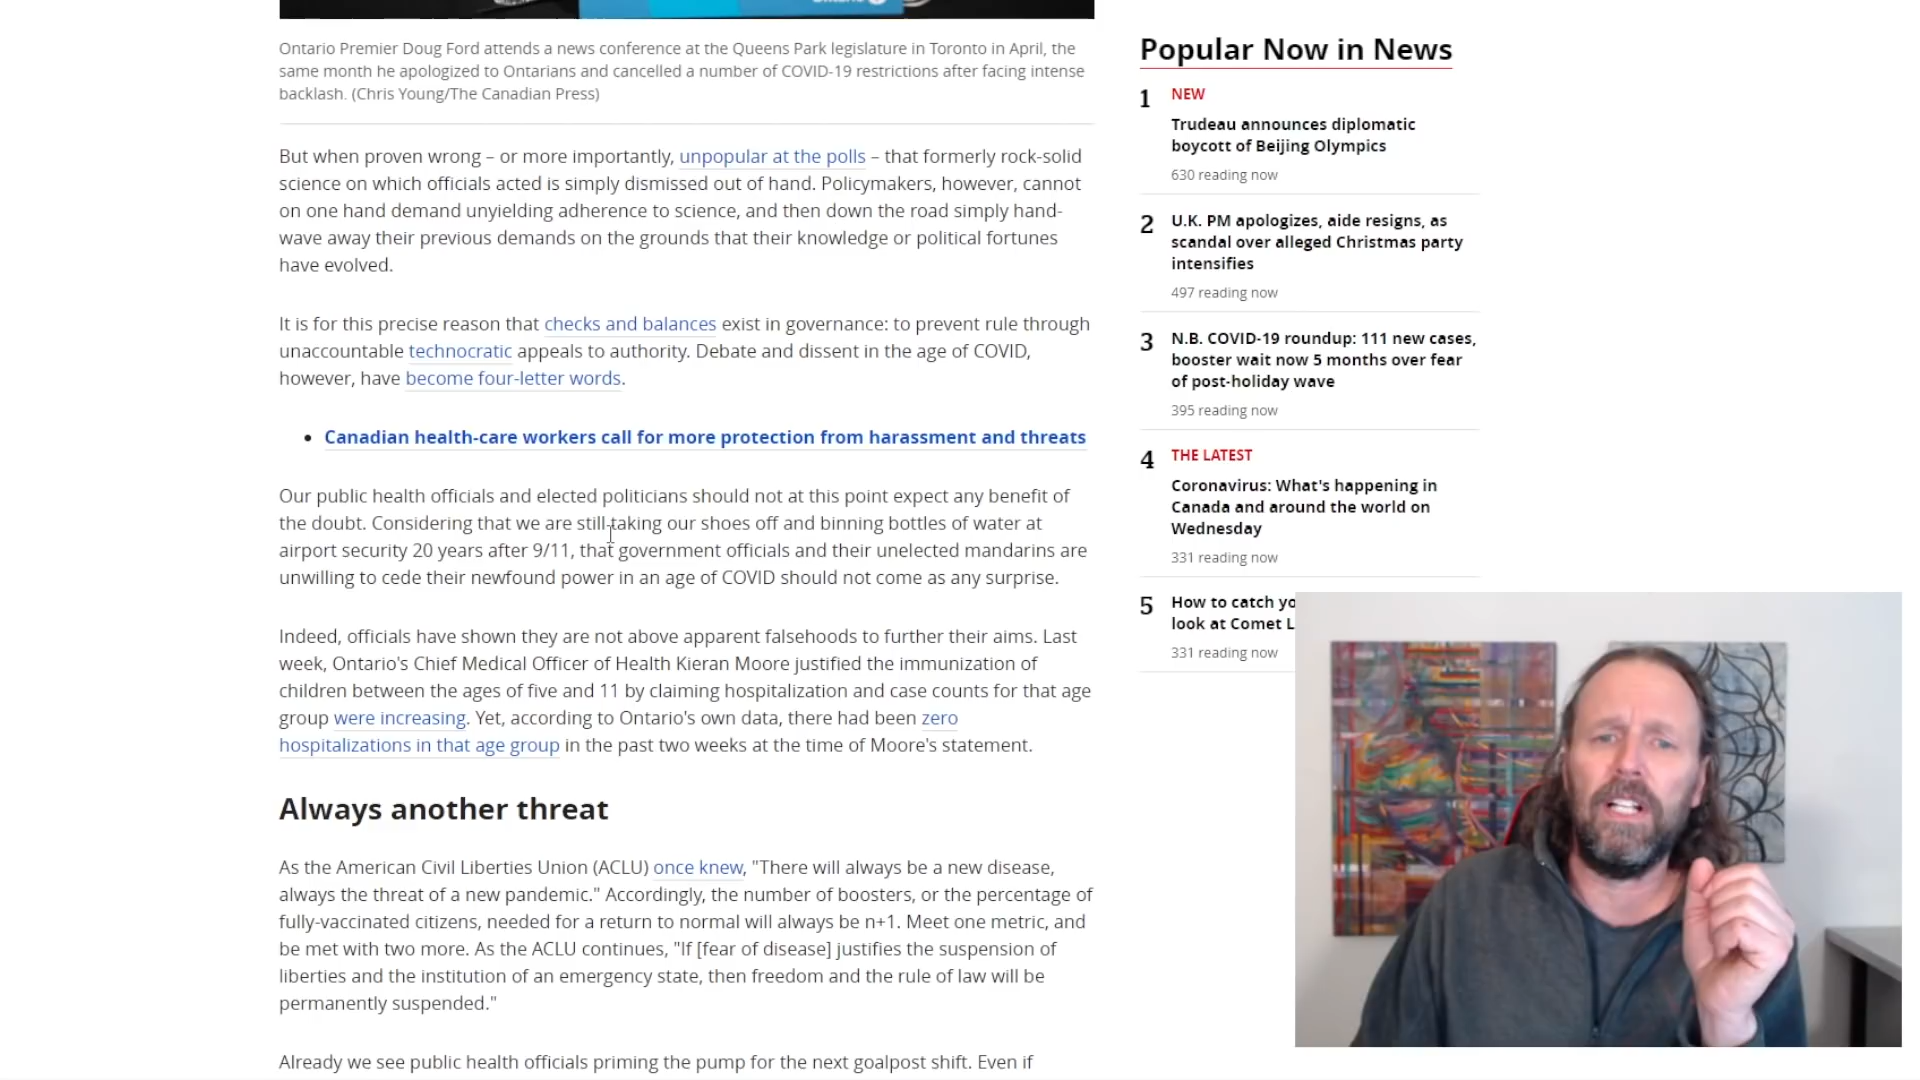 Ontario Premier Doug Ford attends a news conference at the Queens Park legislature in Toronto in April, the
same month he apologized to Ontarians and cancelled a number of COVID-19 restrictions after facing intense
backlash. (Chris Young/The Canadian Press)
But when proven wrong – or more importantly, unpopular at the polls – that formerly rock-solid
science on which officials acted is simply dismissed out of hand. Policymakers, however, cannot
on one hand demand unyielding adherence to science, and then down the road simply hand-
wave away their previous demands on the grounds that their knowledge or political fortunes
have evolved.
It is for this precise reason that checks and balances exist in governance: to prevent rule through
unaccountable technocratic appeals to authority. Debate and dissent in the age of COVID,
however, have become four-letter words.
• Canadian health-care workers call for more protection from harassment and threats
Our public health officials and elected politicians should not at this point expect any benefit of
the doubt. Considering that we are still taking our shoes off and binning bottles of water at
airport security 20 years after 9/11, that government officials and their unelected mandarins are
unwilling to cede their newfound power in an age of COVID should not come as any surprise.
Indeed, officials have shown they are not above apparent falsehoods to further their aims. Last
week, Ontario's Chief Medical Officer of Health Kieran Moore justified the immunization of
children between the ages of five and 11 by claiming hospitalization and case counts for that age
group were increasing. Yet, according to Ontario's own data, there had been zero
hospitalizations in that age group in the past two weeks at the time of Moore's statement.
Always another threat
As the American Civil Liberties Union (ACLU) once knew, "There will always be a new disease,
always the threat of a new pandemic." Accordingly, the number of boosters, or the percentage of
fully-vaccinated citizens, needed for a return to normal will always be n+1. Meet one metric, and
be met with two more. As the ACLU continues, "If [fear of disease] justifies the suspension of
liberties and the institution of an emergency state, then freedom and the rule of law will be
permanently suspended."
Already we see public health officials priming the pump for the next goalpost shift. Even if
Popular Now in News
1 NEW
Trudeau announces diplomatic
boycott of Beijing Olympics
630 reading now
2 U.K. PM apologizes, aide resigns, as
scandal over alleged Christmas party
intensifies
497 reading now
3 N.B. COVID-19 roundup: 111 new cases,
booster wait now 5 months over fear
of post-holiday wave
395 reading now
4 THE LATEST
Coronavirus: What's happening in
Canada and around the world on
Wednesday
331 reading now
5 How to catch yo
look at Comet L
331 reading now